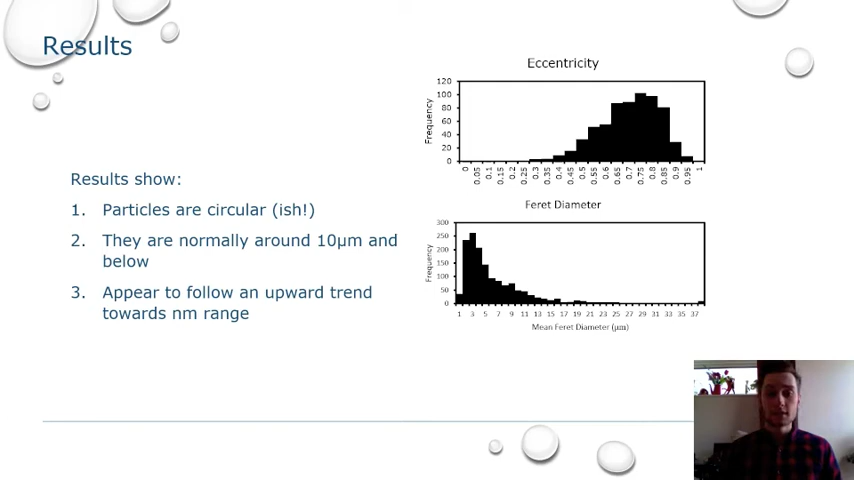 Results
Results show:
1. Particles are circular (ish!)
2. They are normally around 10μm and
below
3. Appear to follow an upward trend
towards nm range
Eccentricity
Frequency
120
100
80
60
40
20
0
0 0.05 0.1 0.15 0.2 0.25 0.3 0.35 0.4 0.45 0.5 0.55 0.6 0.65 0.7 0.75 0.8 0.85 0.9 0.95 1
Feret Diameter
Frequency
300
250
200
150
100
50
0
1 3 5 7 9 11 13 15 17 19 21 23 25 27 29 31 33 35 37
Mean Feret Diameter (μm)